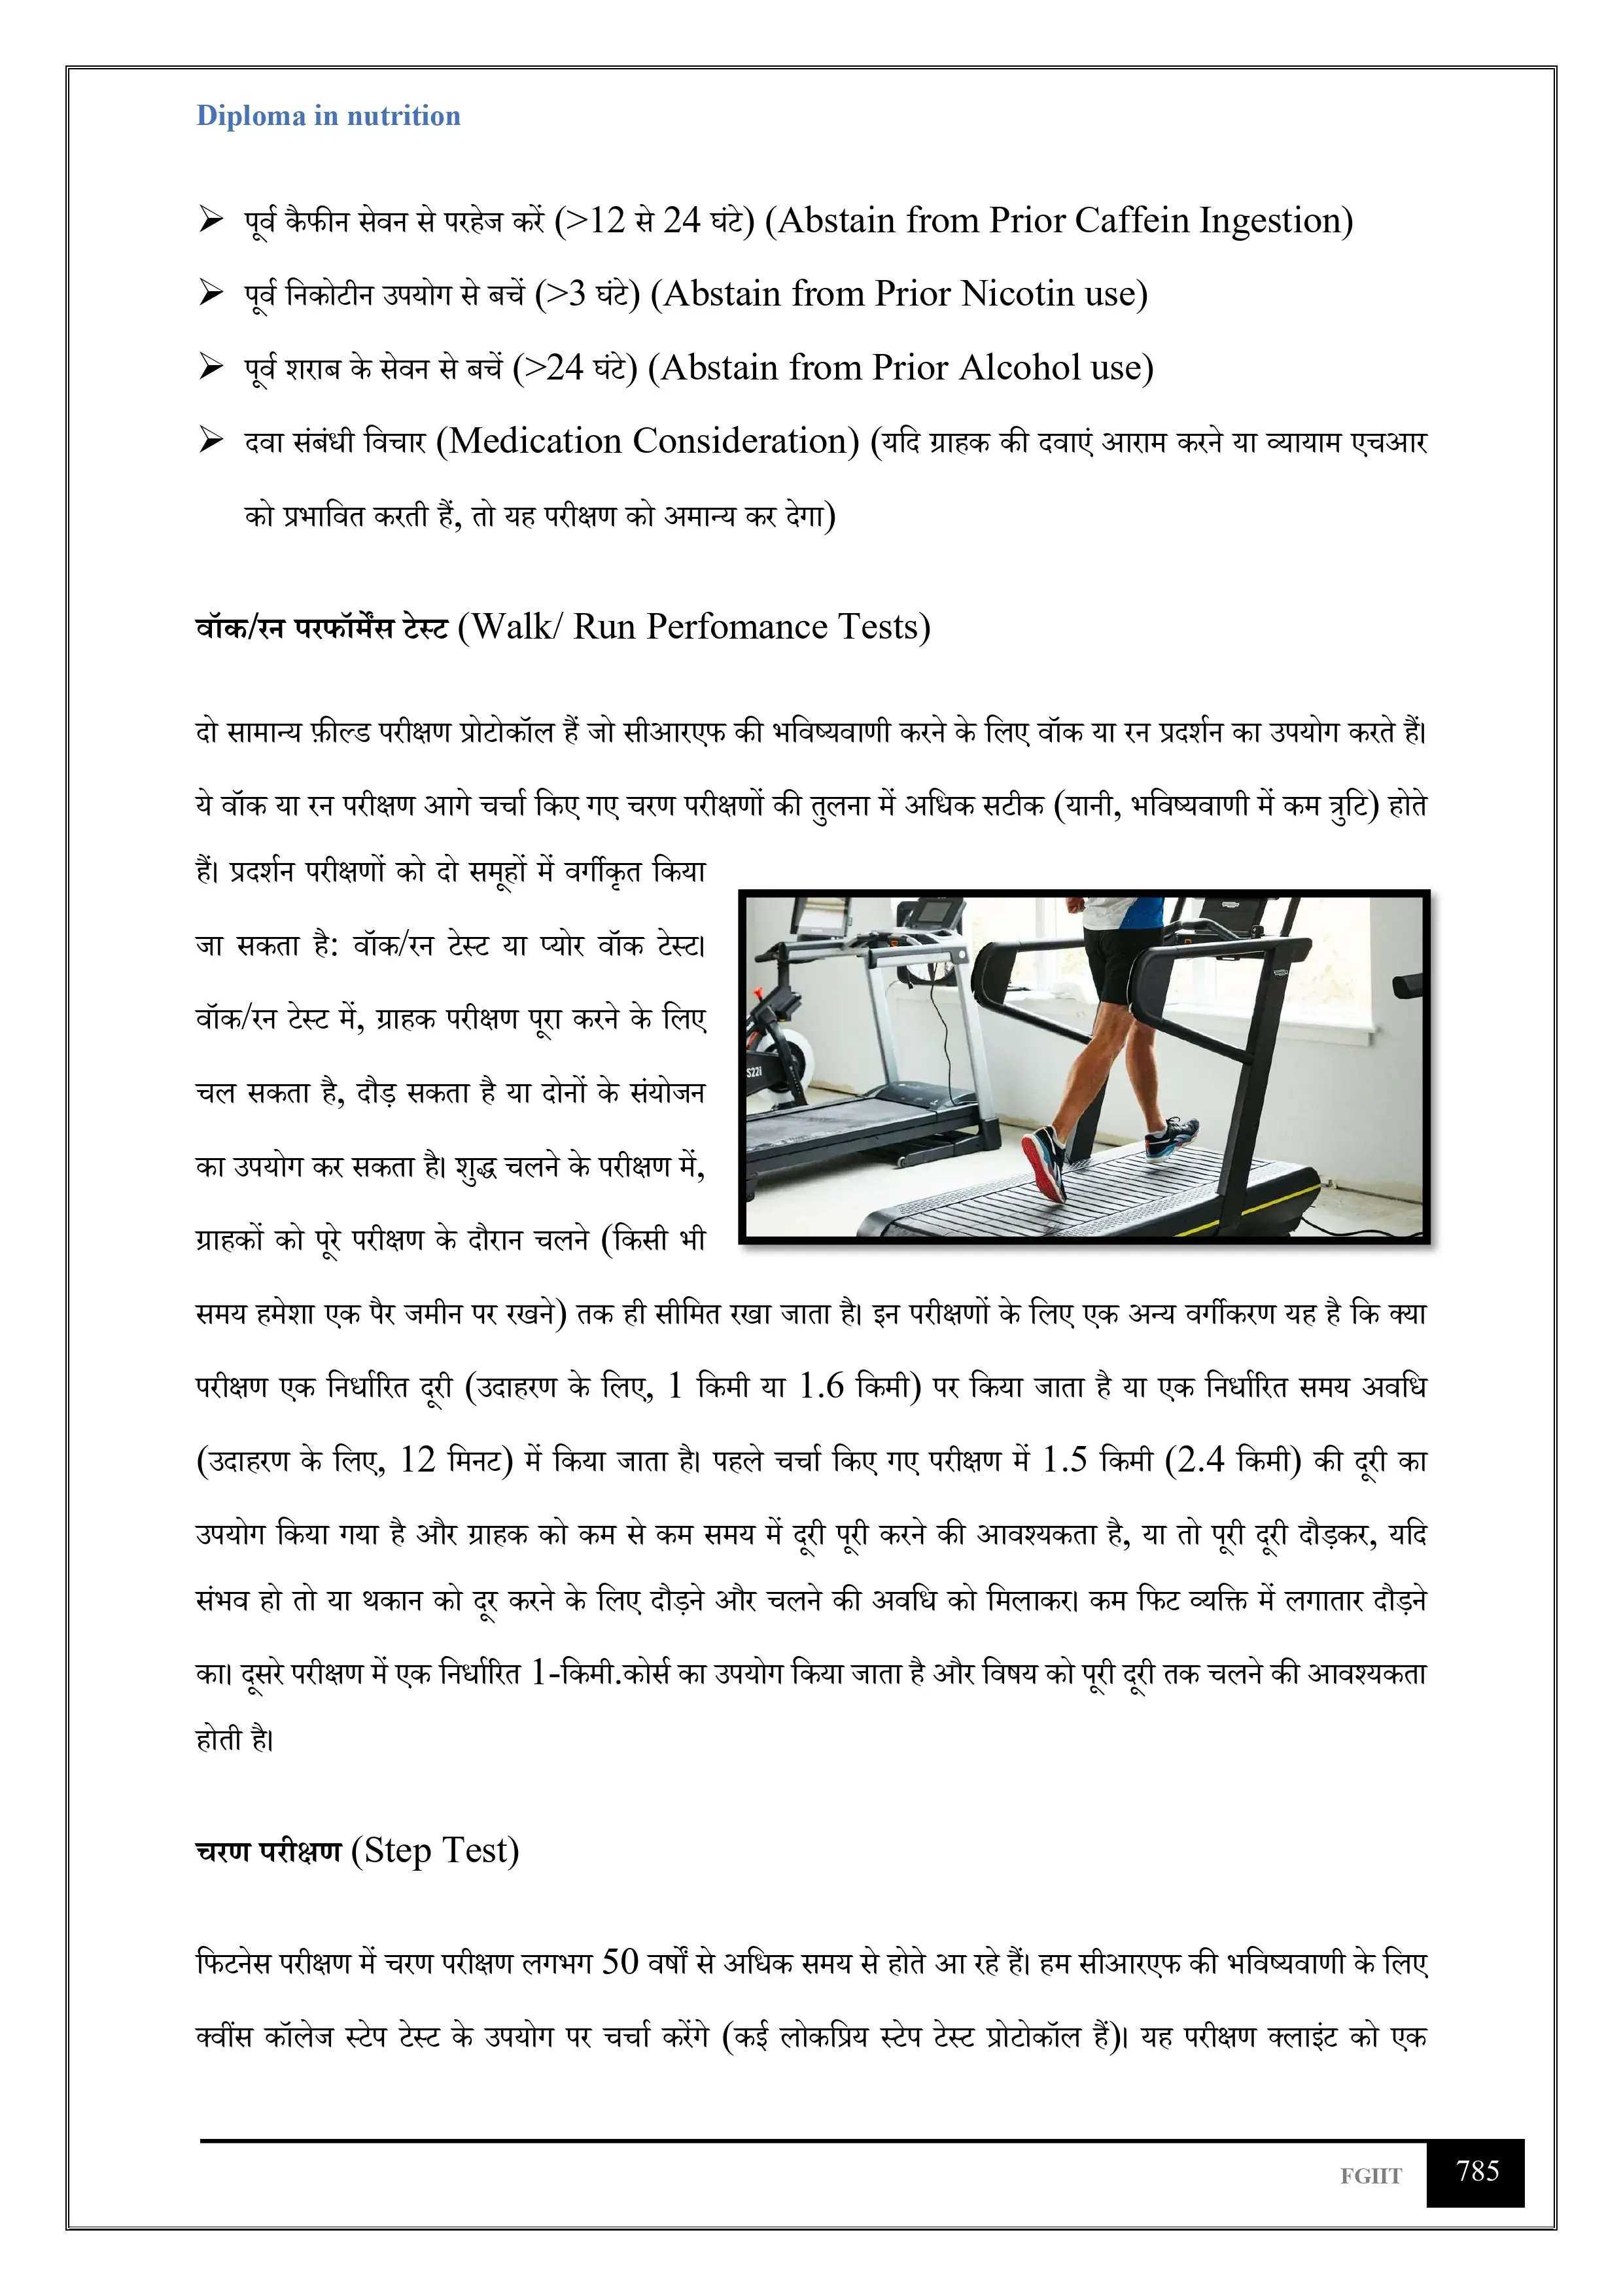 Diploma in nutrition
➢ पूर्व कैफीन सेवन से परहेज करें (>12 से 24 घंटे) (Abstain from Prior Caffein Ingestion)
➢ पूर्व निकोटीन उपयोग से बचें (>3 घंटे) (Abstain from Prior Nicotin use)
➢ पूर्व शराब के सेवन से बचें (>24 घंटे) (Abstain from Prior Alcohol use)
➢ दवा संबंधी विचार (Medication Consideration) (यदि ग्राहक की दवाएं आराम करने या व्यायाम एचआर
को प्रभावित करती हैं, तो यह परीक्षण को अमान्य कर देगा)
वॉक/रन परफॉर्मेंस टेस्ट (Walk/ Run Perfomance Tests)
दो सामान्य फ़ील्ड परीक्षण प्रोटोकॉल हैं जो सीआरएफ की भविष्यवाणी करने के लिए वॉक या रन प्रदर्शन का उपयोग करते हैं।
ये वॉक या रन परीक्षण आगे चर्चा किए गए चरण परीक्षणों की तुलना में अधिक सटीक (यानी, भविष्यवाणी में कम त्रुटि) होते
हैं। प्रदर्शन परीक्षणों को दो समूहों में वर्गीकृत किया
जा सकता है: वॉक/रन टेस्ट या प्योर वॉक टेस्ट।
वॉक/रन टेस्ट में, ग्राहक परीक्षण पूरा करने के लिए
चल सकता है, दौड़ सकता है या दोनों के संयोजन
का उपयोग कर सकता है। शुद्ध चलने के परीक्षण में,
ग्राहकों को पूरे परीक्षण के दौरान चलने (किसी भी
S22i
समय हमेशा एक पैर जमीन पर रखने) तक ही सीमित रखा जाता है। इन परीक्षणों के लिए एक अन्य वर्गीकरण यह है कि क्या
परीक्षण एक निर्धारित दूरी (उदाहरण के लिए, 1 किमी या 1.6 किमी) पर किया जाता है या एक निर्धारित समय अवधि
(उदाहरण के लिए, 12 मिनट) में किया जाता है। पहले चर्चा किए गए परीक्षण में 1.5 किमी (2.4 किमी) की दूरी का
उपयोग किया गया है और ग्राहक को कम से कम समय में दूरी पूरी करने की आवश्यकता है, या तो पूरी दूरी दौड़कर, यदि
संभव हो तो या थकान को दूर करने के लिए दौड़ने और चलने की अवधि को मिलाकर। कम फिट व्यक्ति में लगातार दौड़ने
का। दूसरे परीक्षण में एक निर्धारित 1-किमी.कोर्स का उपयोग किया जाता है और विषय को पूरी दूरी तक चलने की आवश्यकता
होती है।
चरण परीक्षण (Step Test)
फिटनेस परीक्षण में चरण परीक्षण लगभग 50 वर्षों से अधिक समय से होते आ रहे हैं। हम सीआरएफ की भविष्यवाणी के लिए
क्वींस कॉलेज स्टेप टेस्ट के उपयोग पर चर्चा करेंगे (कई लोकप्रिय स्टेप टेस्ट प्रोटोकॉल हैं)। यह परीक्षण क्लाइंट को एक
FGIIT 785